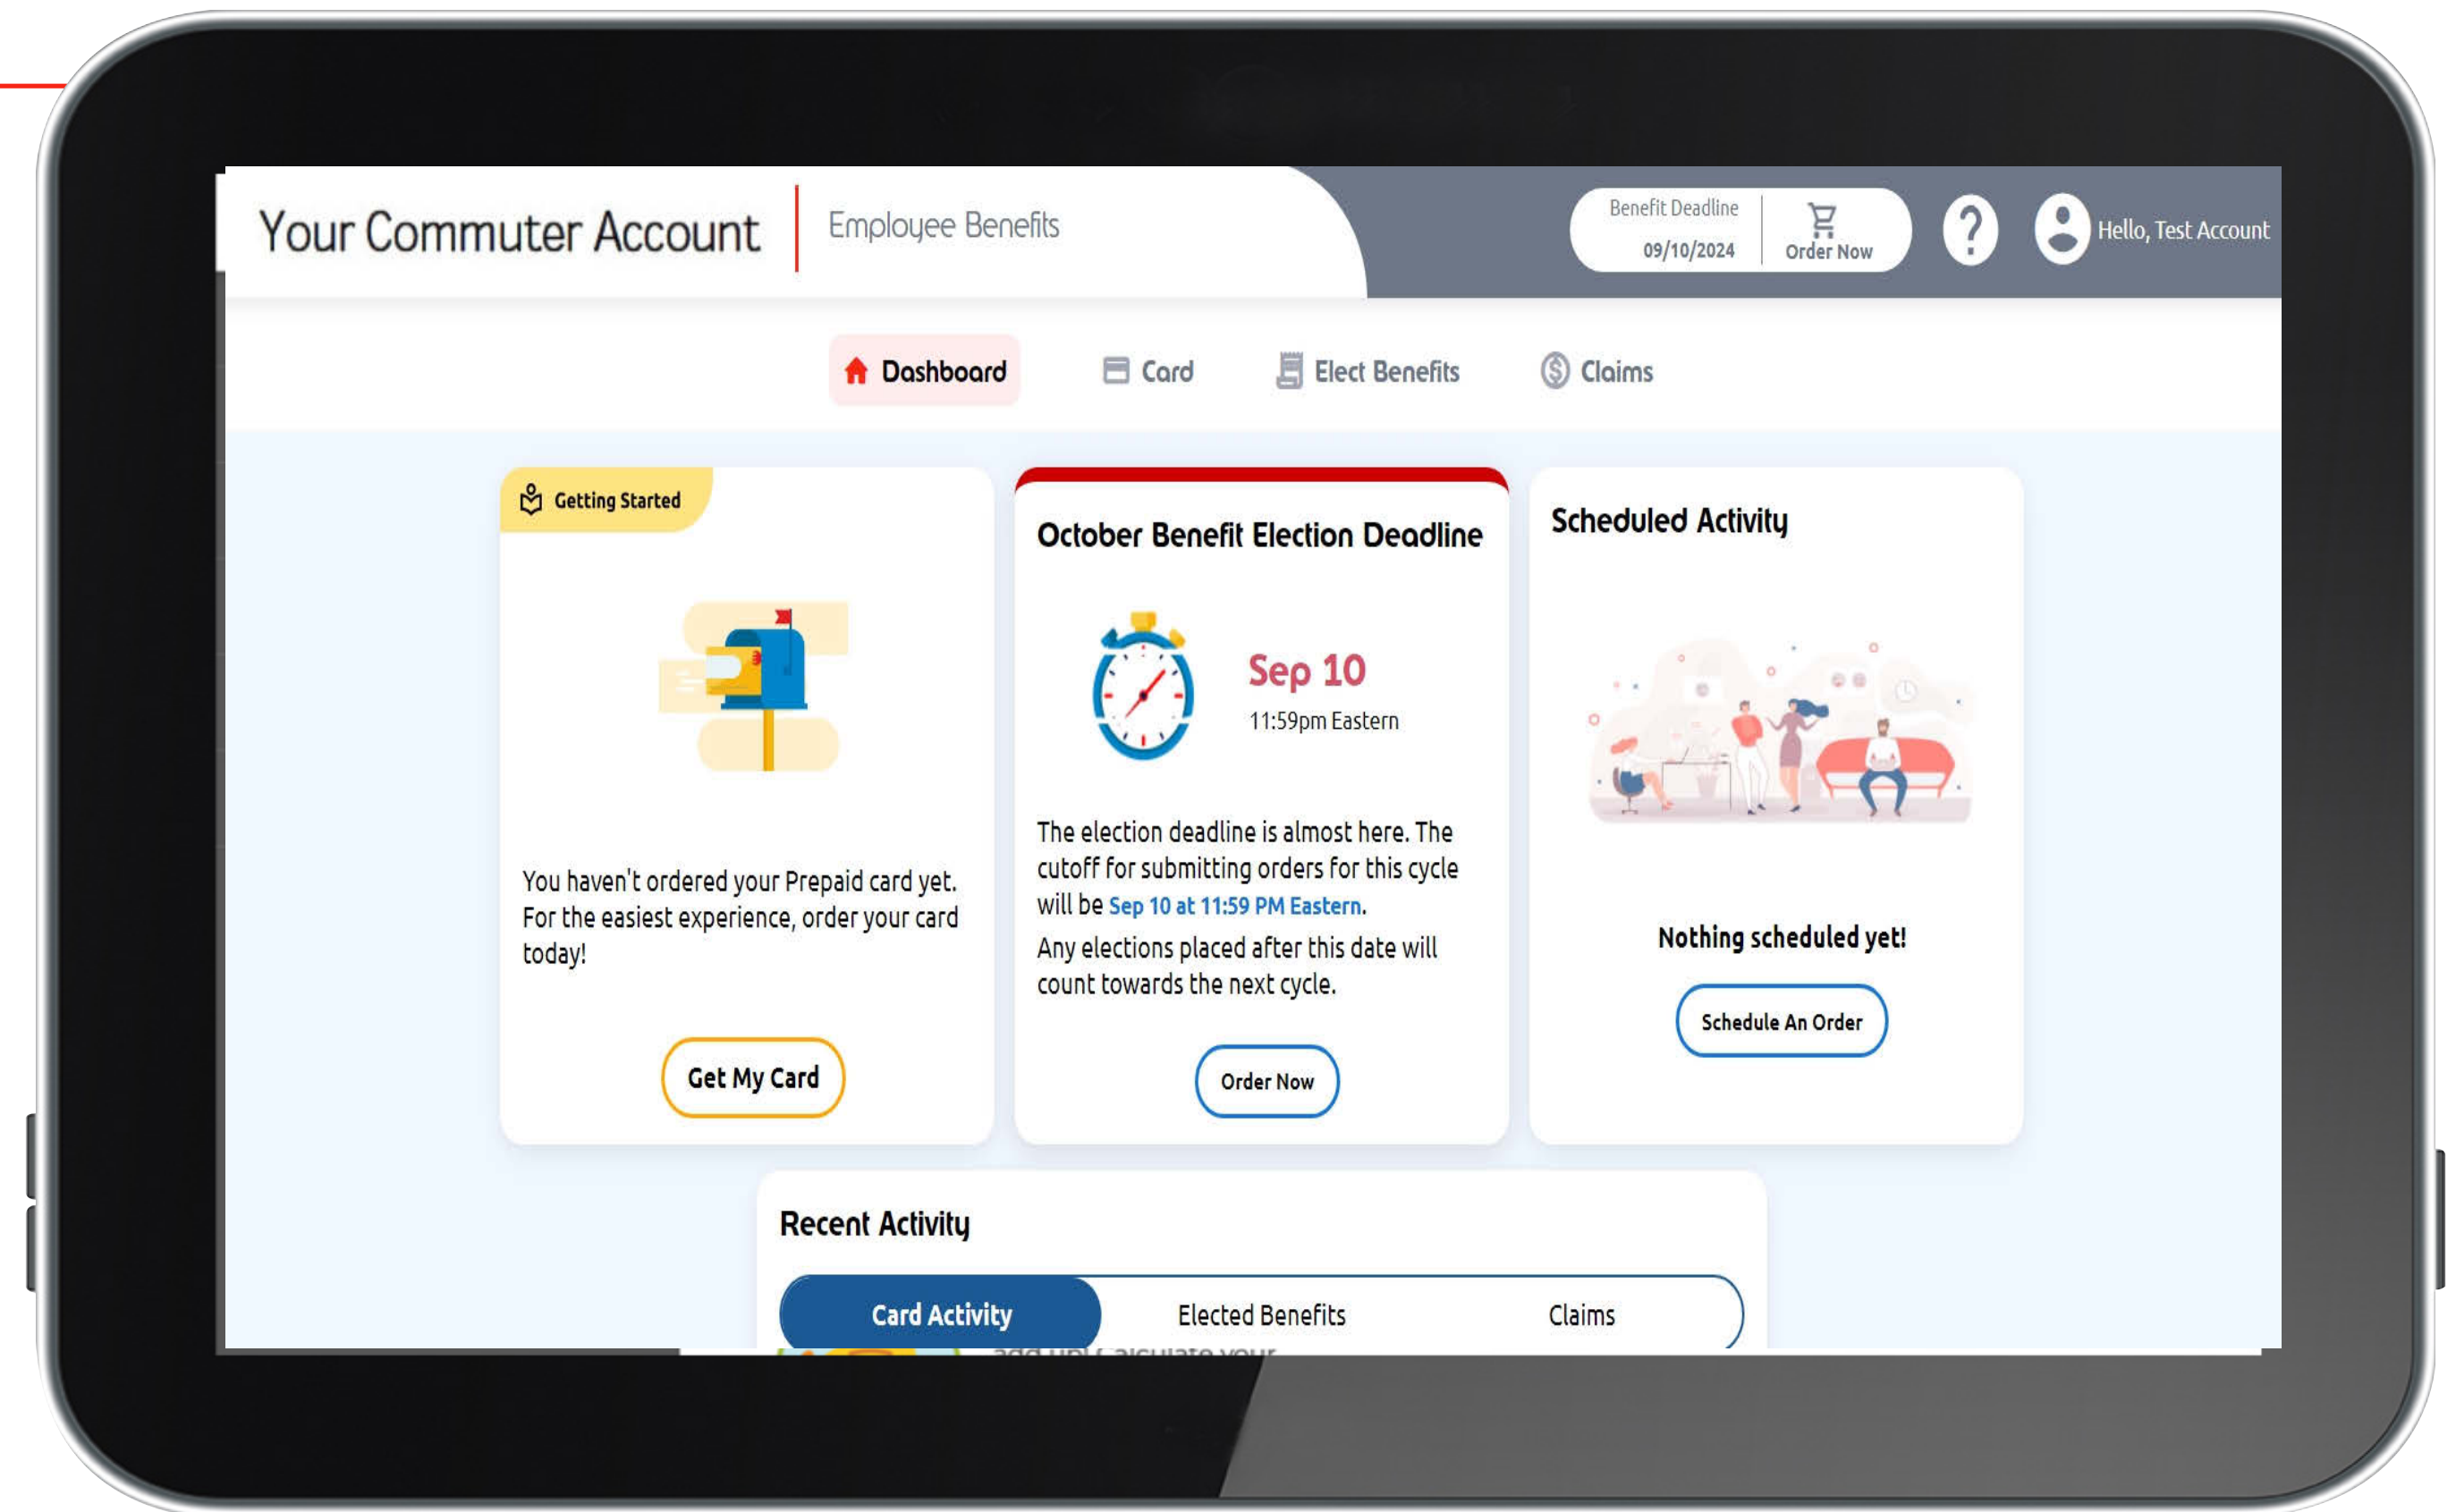 Your Commuter Account
Employee Benefits
Benefit Deadline
09/10/2024
Order Now
?
Hello, Test Account
Dashboard
Card
Elect Benefits
Claims
Getting Started
You haven't ordered your Prepaid card yet.
For the easiest experience, order your card
today!
Get My Card
October Benefit Election Deadline
Sep 10
11:59pm Eastern
The election deadline is almost here. The
cutoff for submitting orders for this cycle
will be Sep 10 at 11:59 PM Eastern.
Any elections placed after this date will
count towards the next cycle.
Order Now
Scheduled Activity
Nothing scheduled yet!
Schedule An Order
Recent Activity
Card Activity
Elected Benefits
Claims
add up! Calculate your